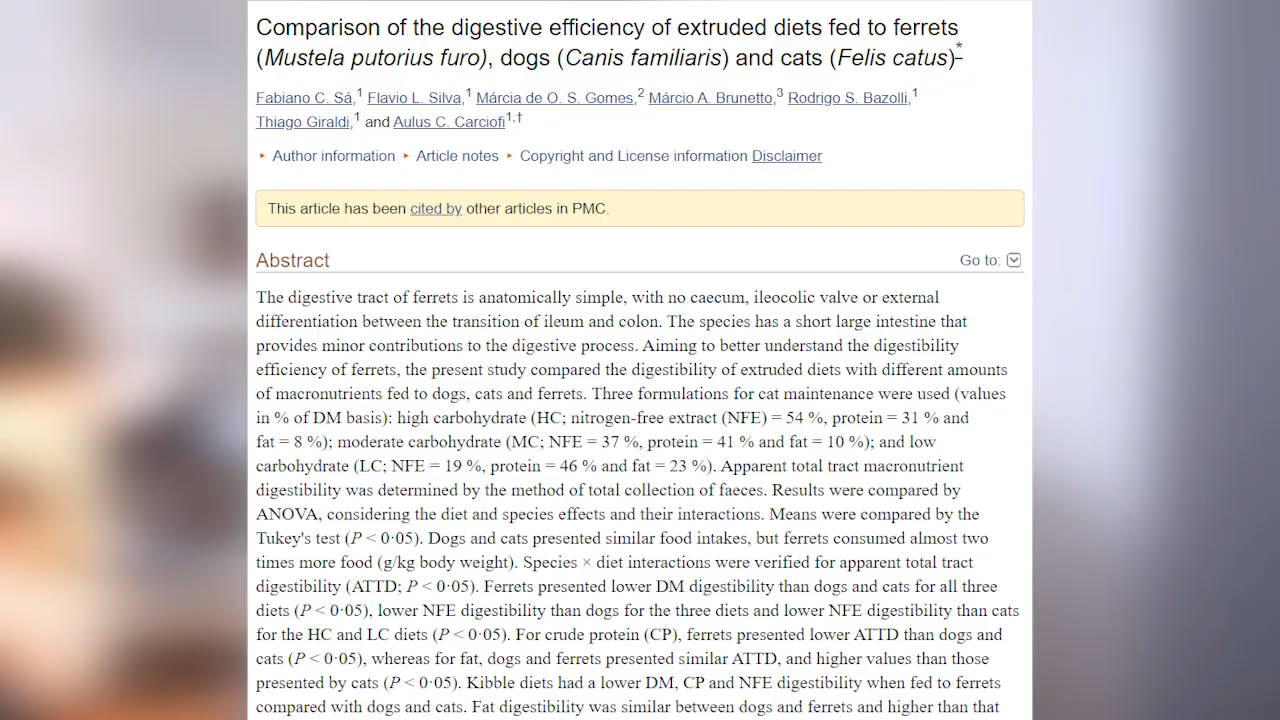 Comparison of the digestive efficiency of extruded diets fed to ferrets
(Mustela putorius furo), dogs (Canis familiaris) and cats (Felis catus)*
Fabiano C. Sá,1 Flavio L. Silva,1 Márcia de O. S. Gomes,2 Márcio A. Brunetto,3 Rodrigo S. Bazolli,1
Thiago Giraldi,1 and Aulus C. Carciofi1,†
▸ Author information ▸ Article notes ▸ Copyright and License information Disclaimer
This article has been cited by other articles in PMC.
Abstract Go to:
The digestive tract of ferrets is anatomically simple, with no caecum, ileocolic valve or external
differentiation between the transition of ileum and colon. The species has a short large intestine that
provides minor contributions to the digestive process. Aiming to better understand the digestibility
efficiency of ferrets, the present study compared the digestibility of extruded diets with different amounts
of macronutrients fed to dogs, cats and ferrets. Three formulations for cat maintenance were used (values
in % of DM basis): high carbohydrate (HC; nitrogen-free extract (NFE) = 54 %, protein = 31 % and
fat = 8 %); moderate carbohydrate (MC; NFE = 37 %, protein = 41 % and fat = 10 %); and low
carbohydrate (LC; NFE = 19 %, protein = 46 % and fat = 23 %). Apparent total tract macronutrient
digestibility was determined by the method of total collection of faeces. Results were compared by
ANOVA, considering the diet and species effects and their interactions. Means were compared by the
Tukey's test (P < 0·05). Dogs and cats presented similar food intakes, but ferrets consumed almost two
times more food (g/kg body weight). Species × diet interactions were verified for apparent total tract
digestibility (ATTD; P < 0·05). Ferrets presented lower DM digestibility than dogs and cats for all three
diets (P < 0·05), lower NFE digestibility than dogs for the three diets and lower NFE digestibility than cats
for the HC and LC diets (P < 0·05). For crude protein (CP), ferrets presented lower ATTD than dogs and
cats (P < 0·05), whereas for fat, dogs and ferrets presented similar ATTD, and higher values than those
presented by cats (P < 0·05). Kibble diets had a lower DM, CP and NFE digestibility when fed to ferrets
compared with dogs and cats. Fat digestibility was similar between dogs and ferrets and higher than that